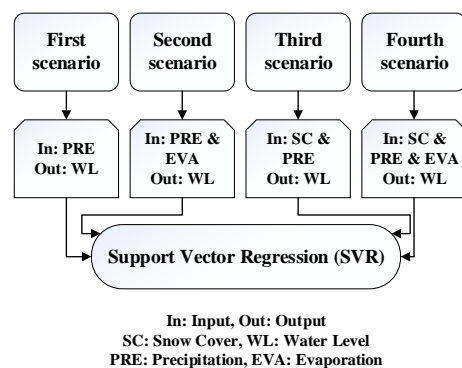 First
scenario
Second
scenario
Third
scenario
Fourth
scenario
In: PRE
Out: WL
In: PRE &
EVA
Out: WL
In: SC &
PRE
Out: WL
In: SC &
PRE & EVA
Out: WL
Support Vector Regression (SVR)
In: Input, Out: Output
SC: Snow Cover, WL: Water Level
PRE: Precipitation, EVA: Evaporation